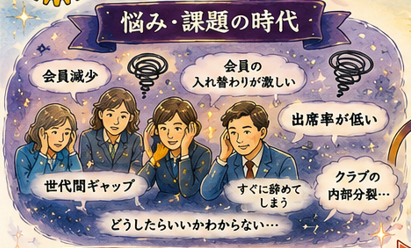 悩み・課題の時代
会員減少
会員の
入れ替わりが激しい
出席率が低い
世代間ギャップ
すぐに辞めて
しまう
クラブの
内部分裂…
どうしたらいいかわからない…